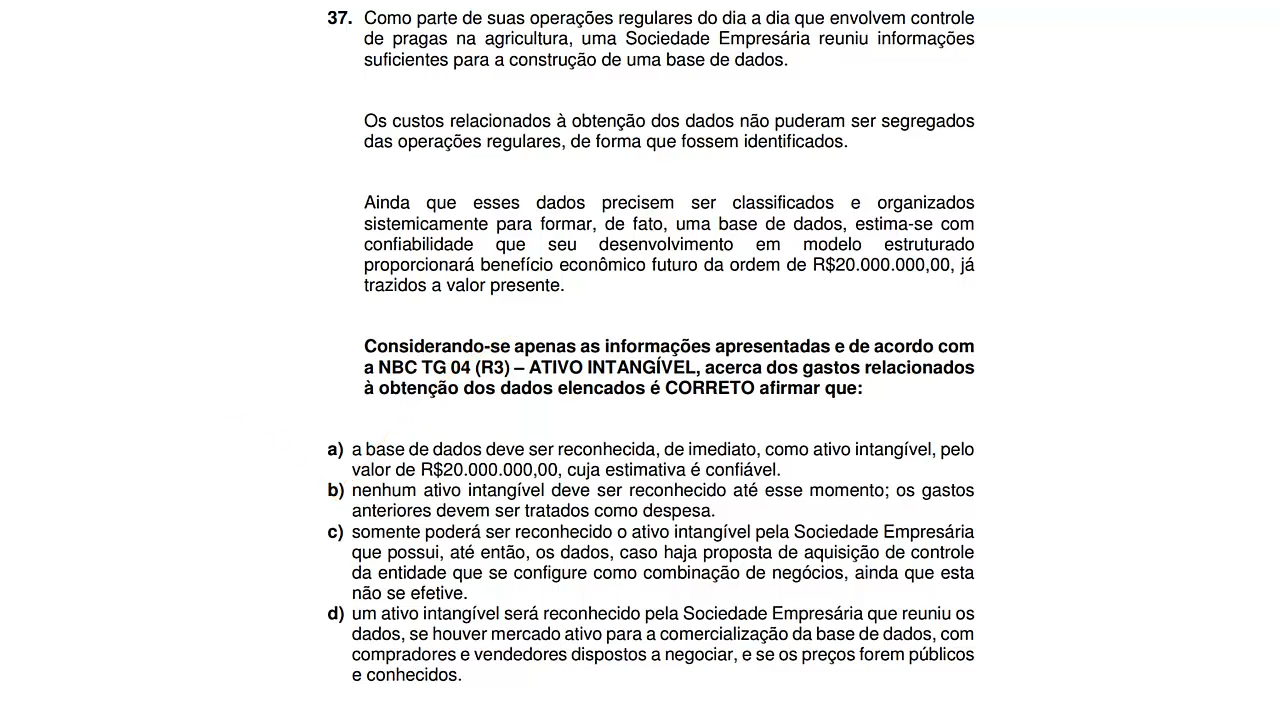 37. Como parte de suas operações regulares do dia a dia que envolvem controle
de pragas na agricultura, uma Sociedade Empresária reuniu informações
suficientes para a construção de uma base de dados.
Os custos relacionados à obtenção dos dados não puderam ser segregados
das operações regulares, de forma que fossem identificados.
Ainda que esses dados precisem ser classificados e organizados
sistemicamente para formar, de fato, uma base de dados, estima-se com
confiabilidade que seu desenvolvimento em modelo estruturado
proporcionará benefício econômico futuro da ordem de R$20.000.000,00, já
trazidos a valor presente.
Considerando-se apenas as informações apresentadas e de acordo com
a NBC TG 04 (R3) – ATIVO INTANGÍVEL, acerca dos gastos relacionados
à obtenção dos dados elencados é CORRETO afirmar que:
a) a base de dados deve ser reconhecida, de imediato, como ativo intangível, pelo
valor de R$20.000.000,00, cuja estimativa é confiável.
b) nenhum ativo intangível deve ser reconhecido até esse momento; os gastos
anteriores devem ser tratados como despesa.
c) somente poderá ser reconhecido o ativo intangível pela Sociedade Empresária
que possui, até então, os dados, caso haja proposta de aquisição de controle
da entidade que se configure como combinação de negócios, ainda que esta
não se efetive.
d) um ativo intangível será reconhecido pela Sociedade Empresária que reuniu os
dados, se houver mercado ativo para a comercialização da base de dados, com
compradores e vendedores dispostos a negociar, e se os preços forem públicos
e conhecidos.